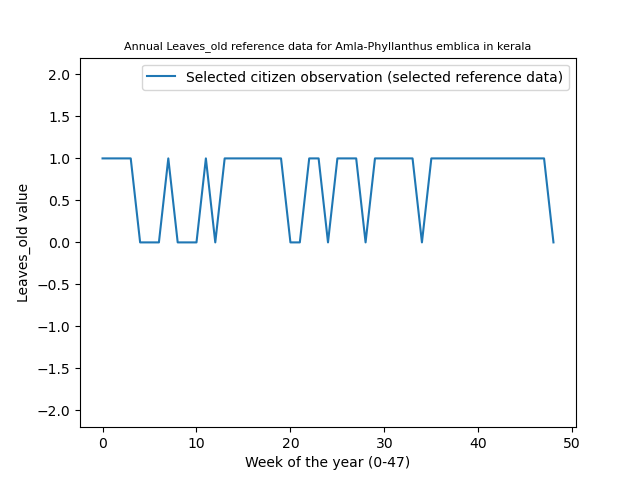 Annual Leaves_old reference data for Amla-Phyllanthus emblica in kerala
Selected citizen observation (selected reference data)
2.0
1.5
1.0
0.5
0.0
−0.5
−1.0
−1.5
−2.0
Leaves_old value
0 10 20 30 40 50
Week of the year (0-47)